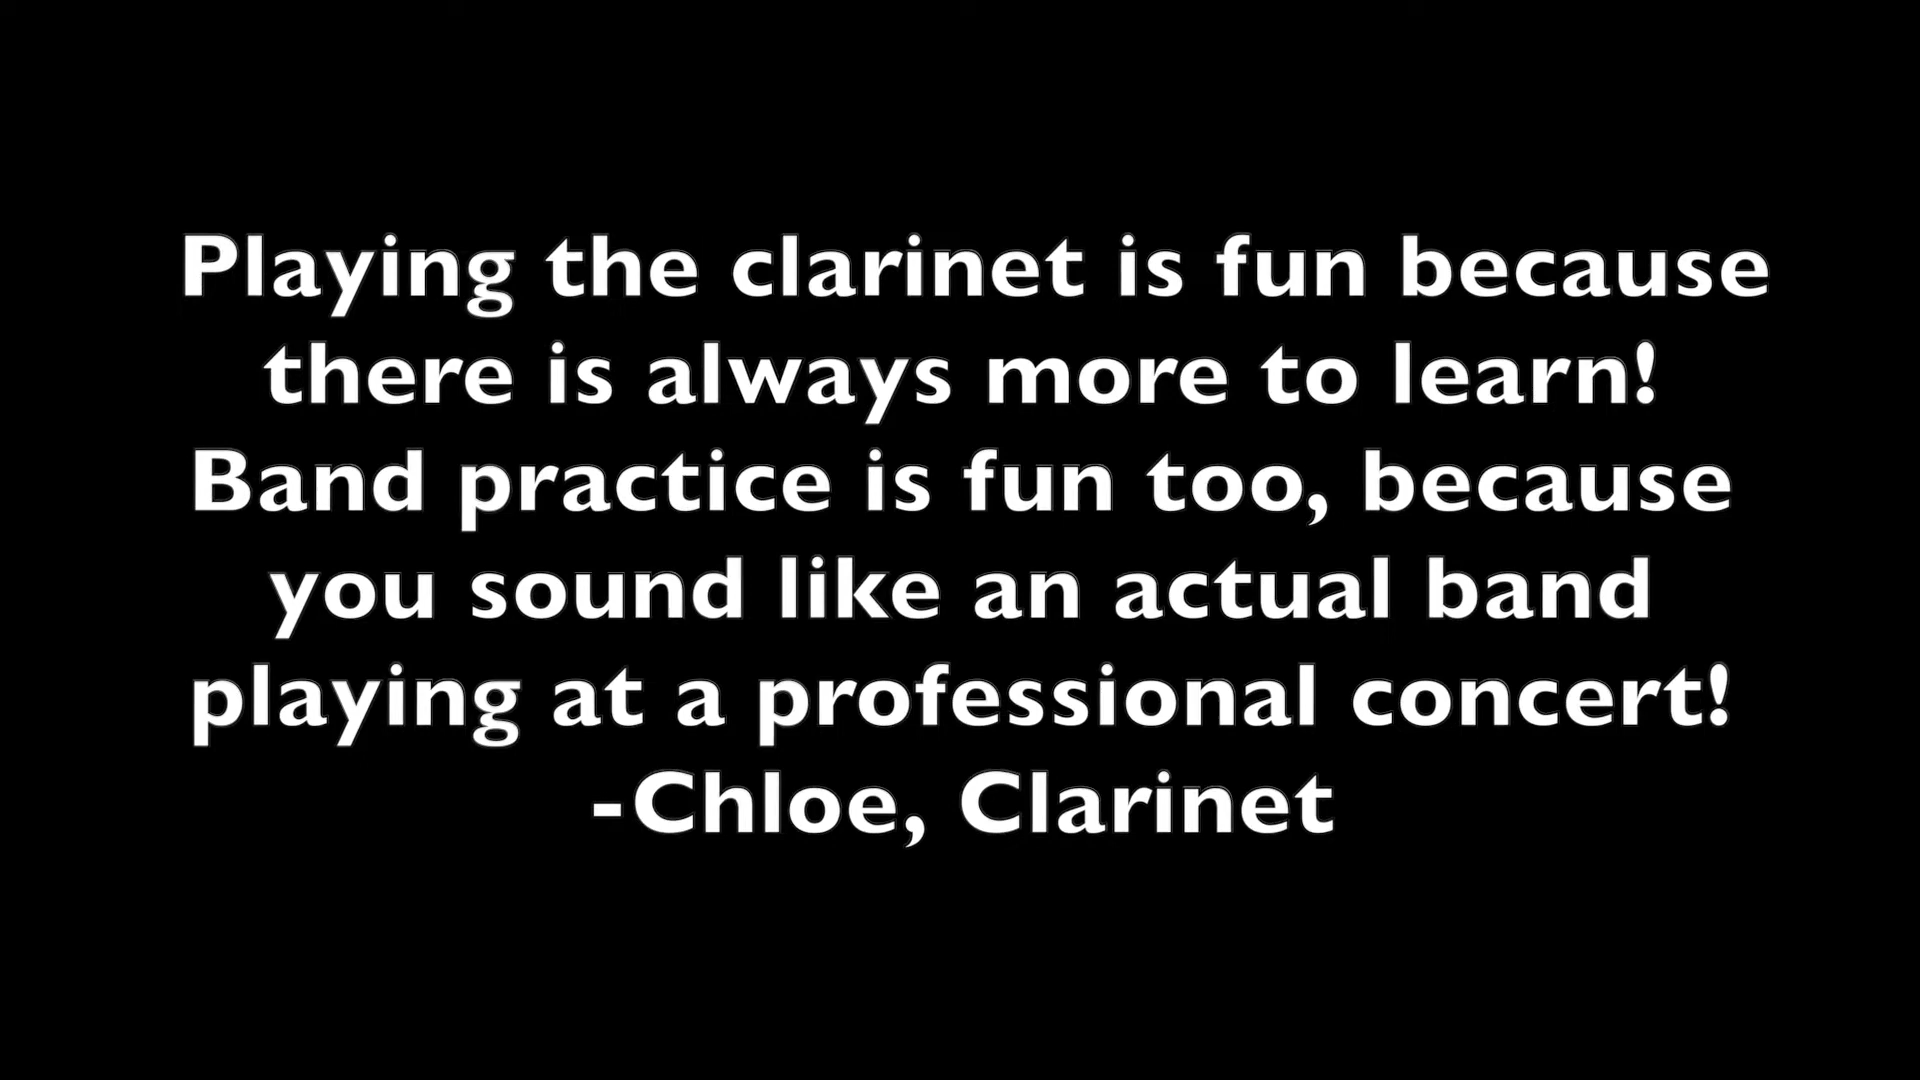 Playing the clarinet is fun because
there is always more to learn!
Band practice is fun too, because
you sound like an actual band
playing at a professional concert!
-Chloe, Clarinet